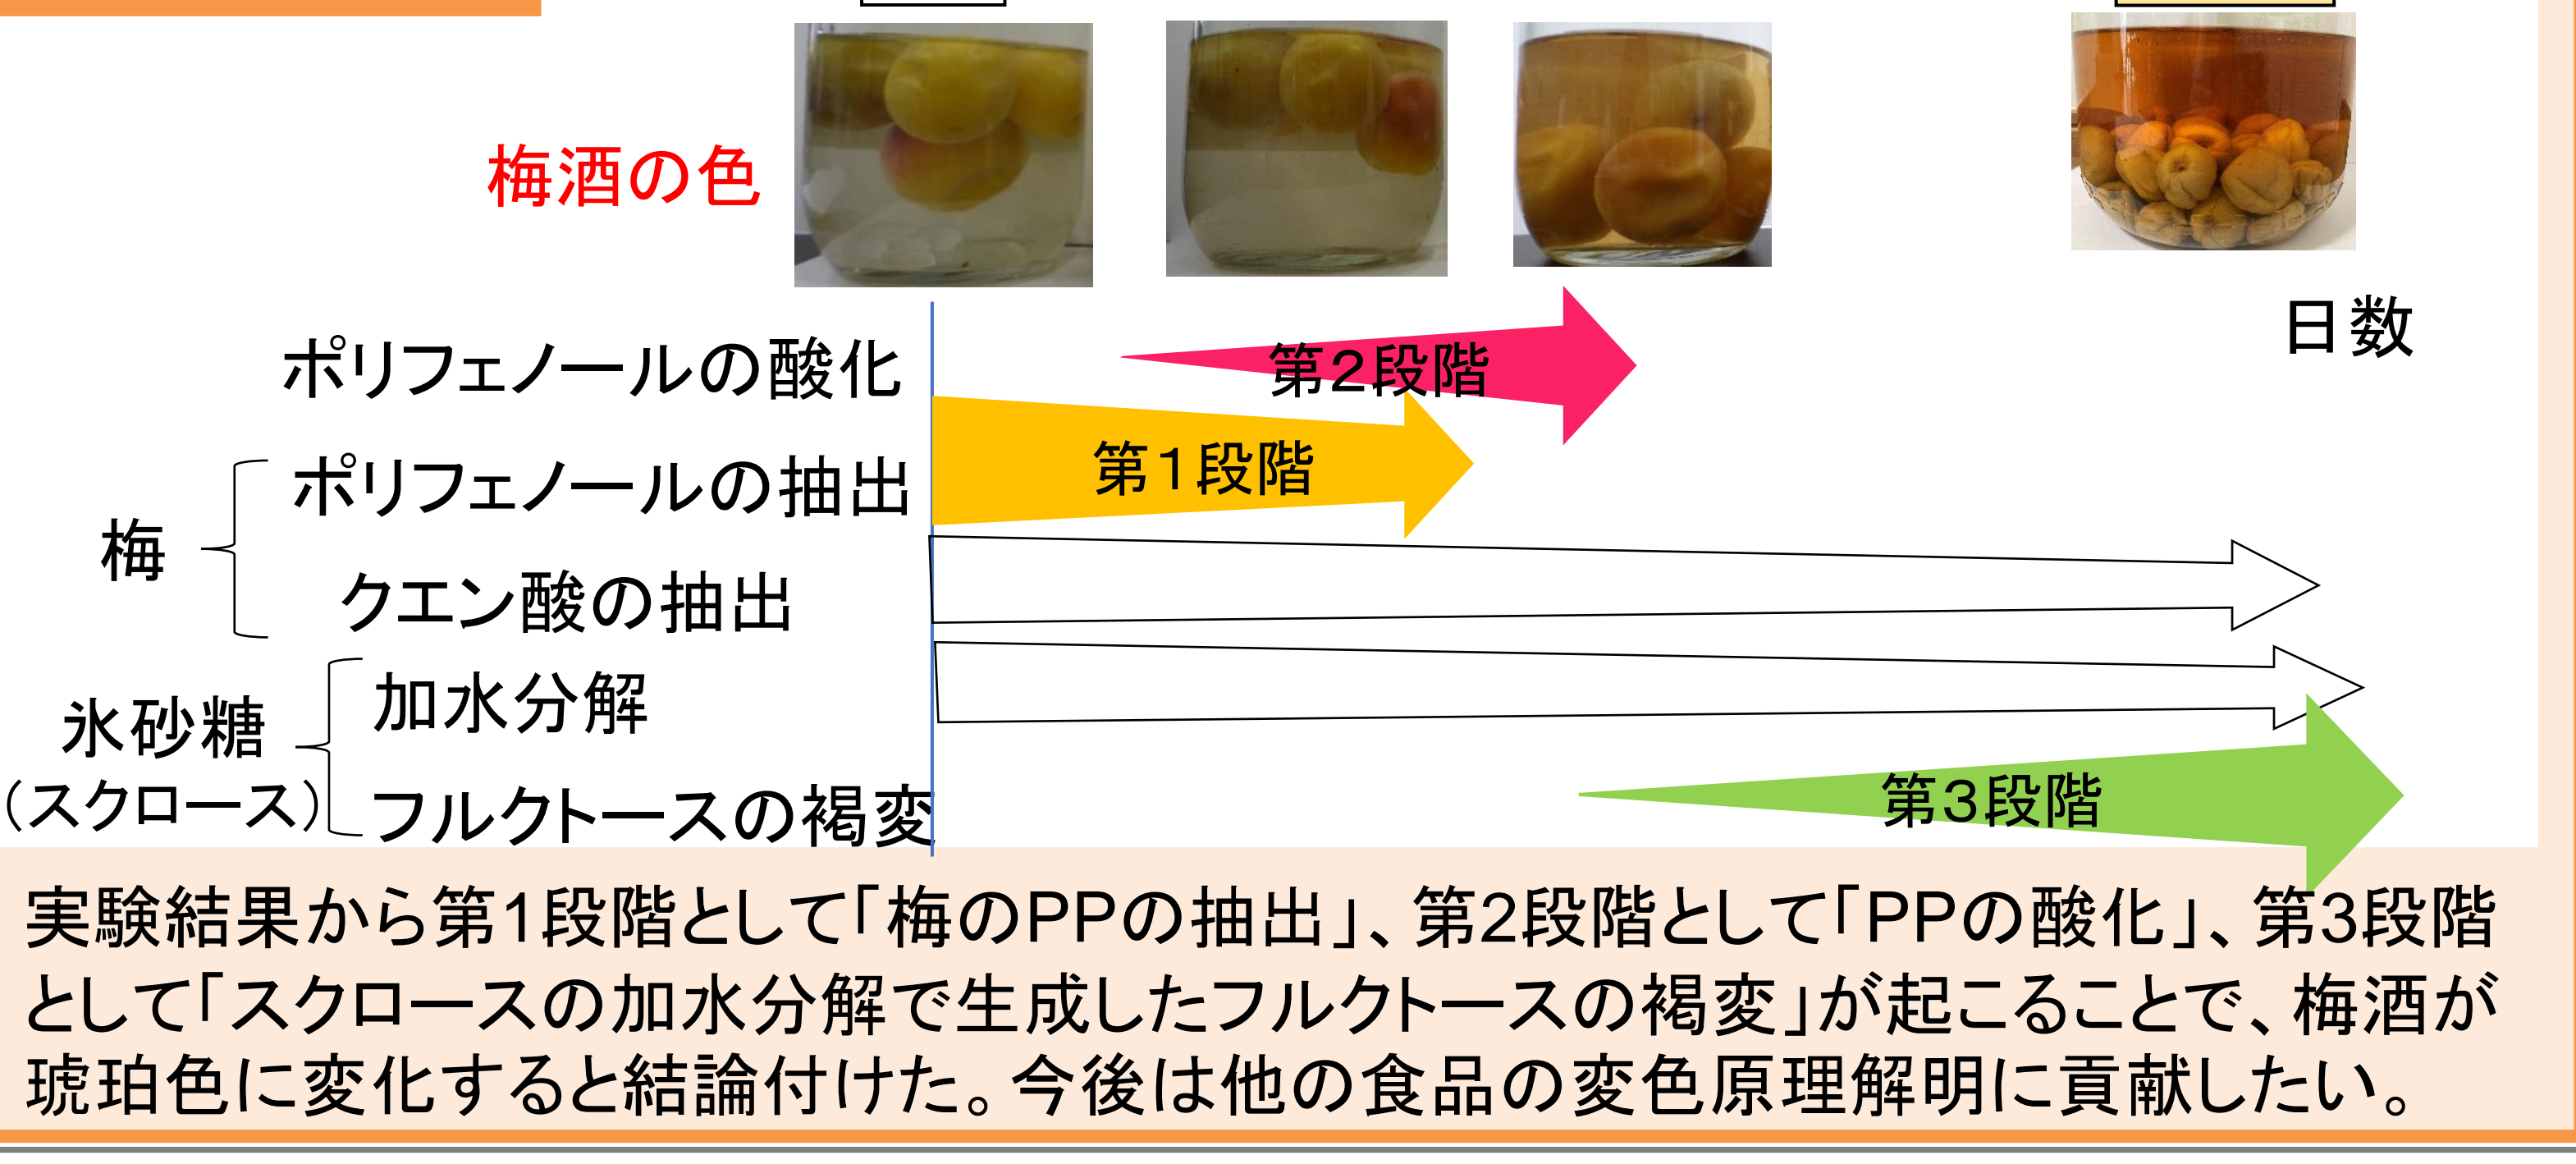 梅酒の色
日数
ポリフェノールの酸化
第2段階
ポリフェノールの抽出
第1段階
梅
クエン酸の抽出
加水分解
氷砂糖
(スクロース)
フルクトースの褐変
第3段階
実験結果から第1段階として「梅のPPの抽出」、第2段階として「PPの酸化」、第3段階
として「スクロースの加水分解で生成したフルクトースの褐変」が起こることで、梅酒が
琥珀色に変化すると結論付けた。今後は他の食品の変色原理解明に貢献したい。